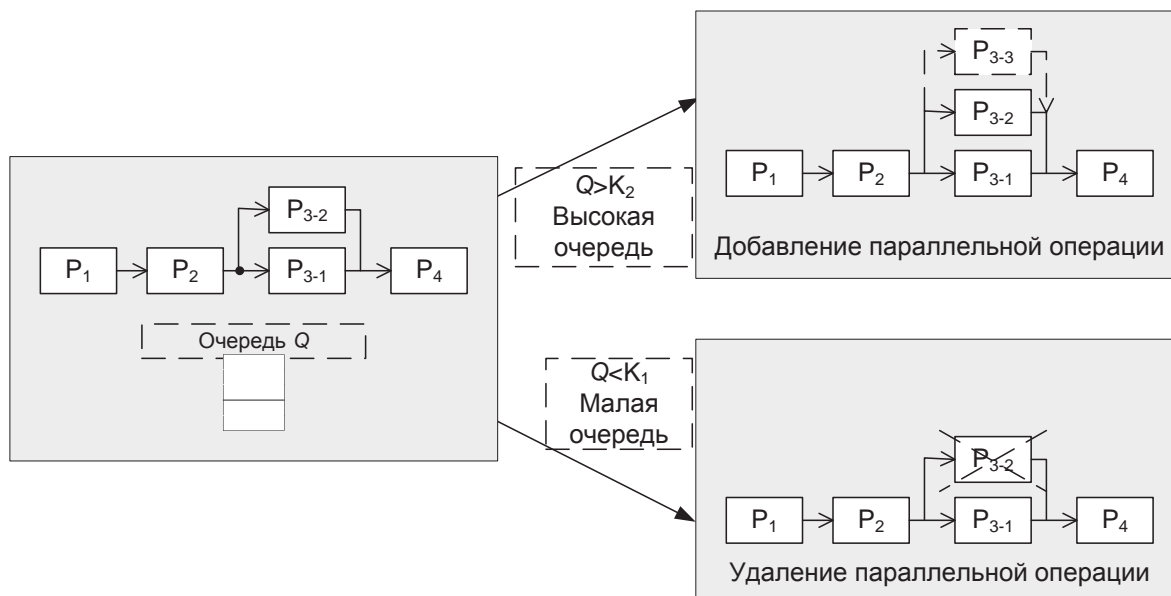 P1 P2 P3-1 P3-2 P4
Очередь Q
Q>K2
Высокая
очередь
Q<K1
Малая
очередь
P3-3
P3-2
P1 P2 P3-1 P4
Добавление параллельной операции
P3-2
P1 P2 P3-1 P4
Удаление параллельной операции